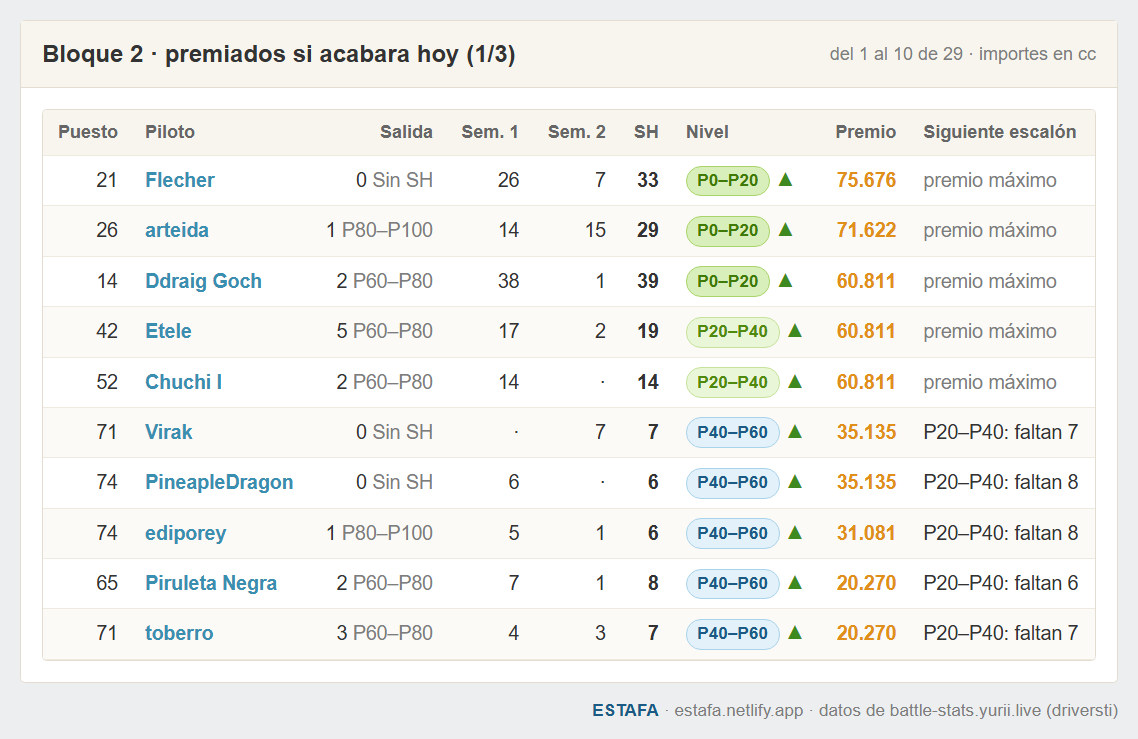 Bloque 2 · premiados si acabara hoy (1/3) del 1 al 10 de 29 · importes en cc
Puesto Piloto Salida Sem. 1 Sem. 2 SH Nivel Premio Siguiente escalón
21 Flecher 0 Sin SH 26 7 33 P0–P20 ▲ 75.676 premio máximo
26 arteida 1 P80–P100 14 15 29 P0–P20 ▲ 71.622 premio máximo
14 Ddraig Goch 2 P60–P80 38 1 39 P0–P20 ▲ 60.811 premio máximo
42 Etele 5 P60–P80 17 2 19 P20–P40 ▲ 60.811 premio máximo
52 Chuchi I 2 P60–P80 14 · 14 P20–P40 ▲ 60.811 premio máximo
71 Virak 0 Sin SH · 7 7 P40–P60 ▲ 35.135 P20–P40: faltan 7
74 PineapleDragon 0 Sin SH 6 · 6 P40–P60 ▲ 35.135 P20–P40: faltan 8
74 ediporey 1 P80–P100 5 1 6 P40–P60 ▲ 31.081 P20–P40: faltan 8
65 Piruleta Negra 2 P60–P80 7 1 8 P40–P60 ▲ 20.270 P20–P40: faltan 6
71 toberro 3 P60–P80 4 3 7 P40–P60 ▲ 20.270 P20–P40: faltan 7
ESTAFA · estafa.netlify.app · datos de battle-stats.yurii.live (driversti)